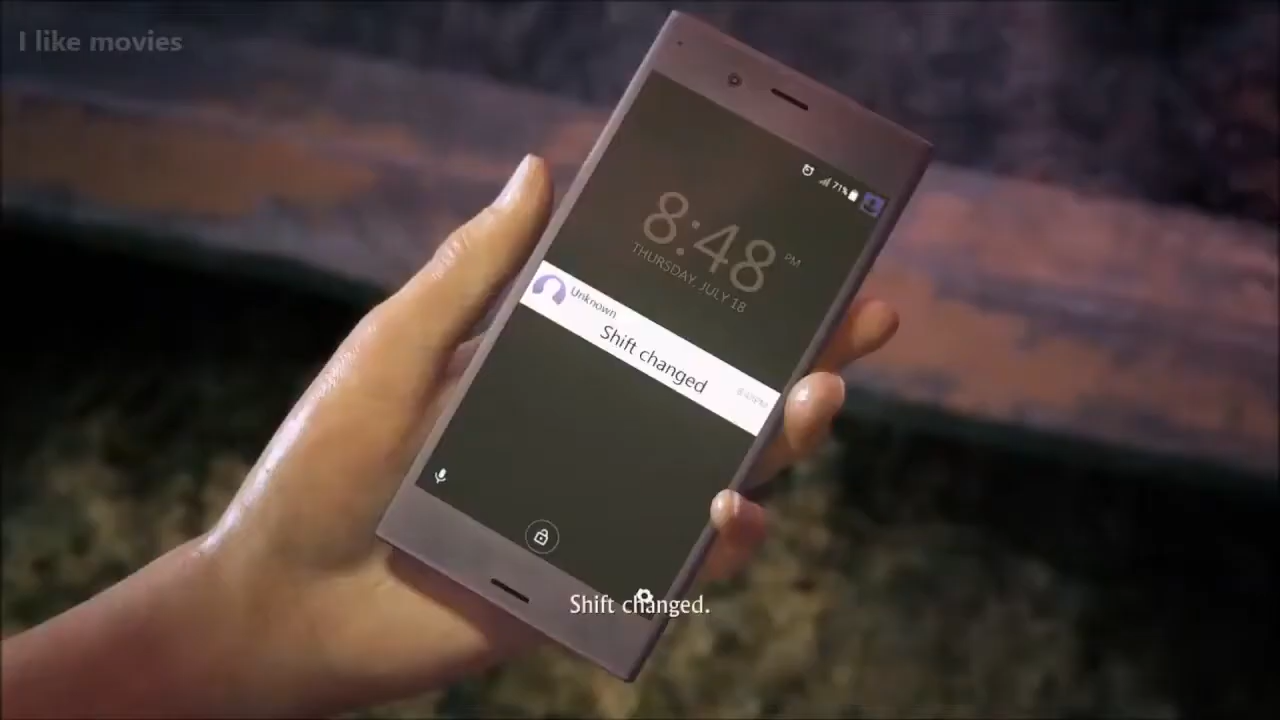 I like movies
71%
8:48 PM
THURSDAY, JULY 18
Unknown
Shift changed
Shift changed.